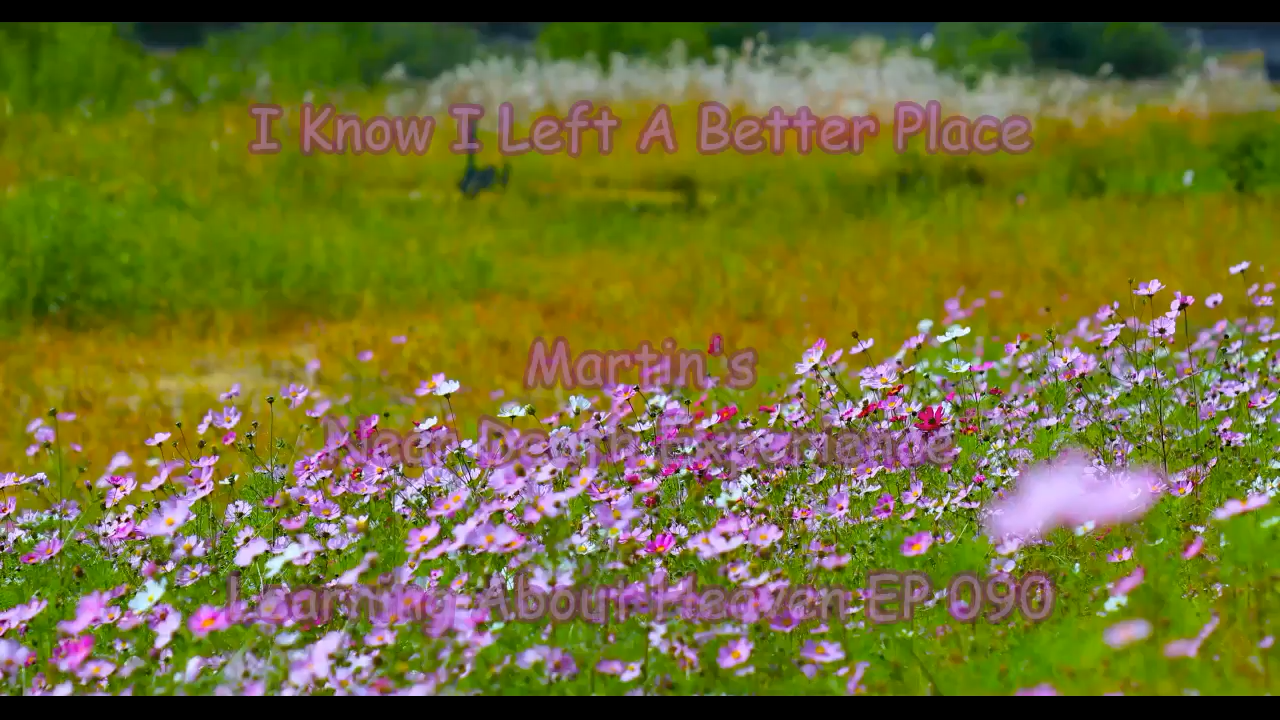 I Know I Left A Better Place
Martin's
Near Death Experience
Learning About Heaven EP 090